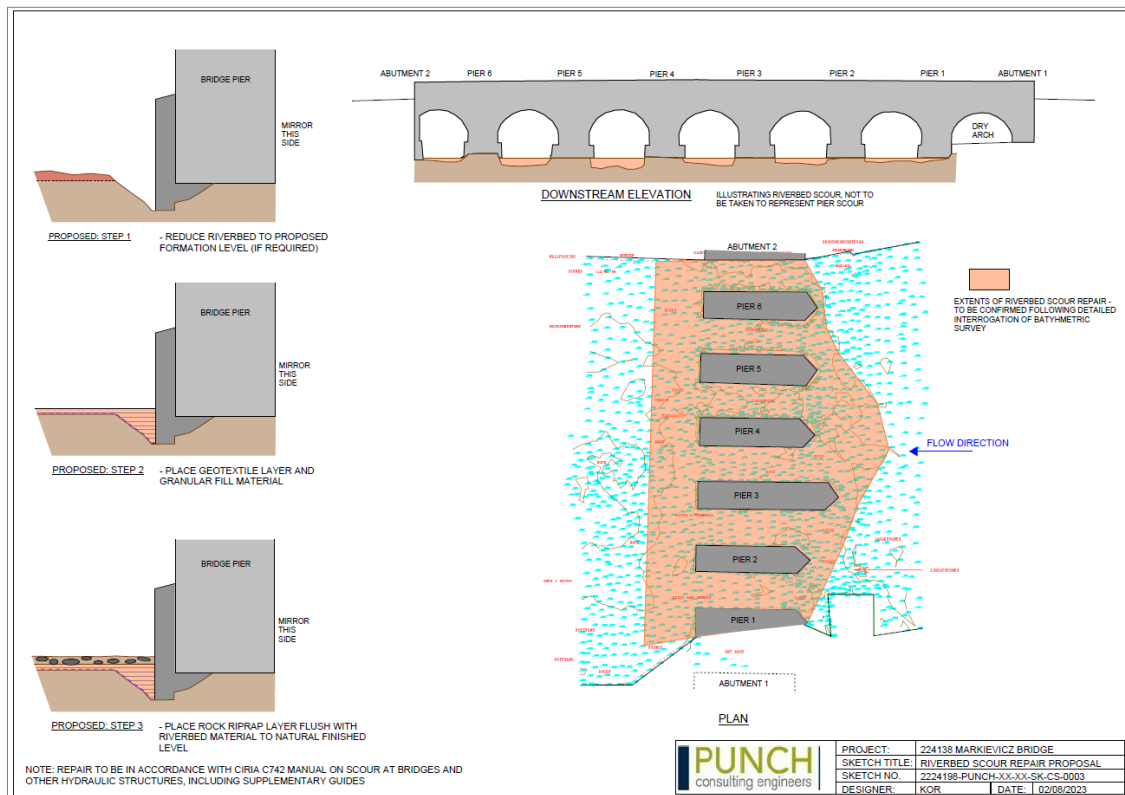 BRIDGE PIER
MIRROR
THIS
SIDE
PROPOSED: STEP 1
- REDUCE RIVERBED TO PROPOSED
FORMATION LEVEL (IF REQUIRED)
BRIDGE PIER
MIRROR
THIS
SIDE
PROPOSED: STEP 2
- PLACE GEOTEXTILE LAYER AND
GRANULAR FILL MATERIAL
BRIDGE PIER
MIRROR
THIS
SIDE
PROPOSED: STEP 3
- PLACE ROCK RIPRAP LAYER FLUSH WITH
RIVERBED MATERIAL TO NATURAL FINISHED
LEVEL
NOTE: REPAIR TO BE IN ACCORDANCE WITH CIRIA C742 MANUAL ON SCOUR AT BRIDGES AND
OTHER HYDRAULIC STRUCTURES, INCLUDING SUPPLEMENTARY GUIDES
ABUTMENT 2 PIER 6 PIER 5 PIER 4 PIER 3 PIER 2 PIER 1 ABUTMENT 1
DRY
ARCH
DOWNSTREAM ELEVATION
ILLUSTRATING RIVERBED SCOUR, NOT TO
BE TAKEN TO REPRESENT PIER SCOUR
ABUTMENT 2
PIER 6
PIER 5
PIER 4
PIER 3
PIER 2
PIER 1
ABUTMENT 1
PLAN
EXTENTS OF RIVERBED SCOUR REPAIR -
TO BE CONFIRMED FOLLOWING DETAILED
INTERROGATION OF BATYHMETRIC
SURVEY
FLOW DIRECTION
PUNCH
consulting engineers
PROJECT: 224138 MARKIEVICZ BRIDGE
SKETCH TITLE: RIVERBED SCOUR REPAIR PROPOSAL
SKETCH NO. 2224198-PUNCH-XX-XX-SK-CS-0003
DESIGNER: KOR DATE: 02/08/2023